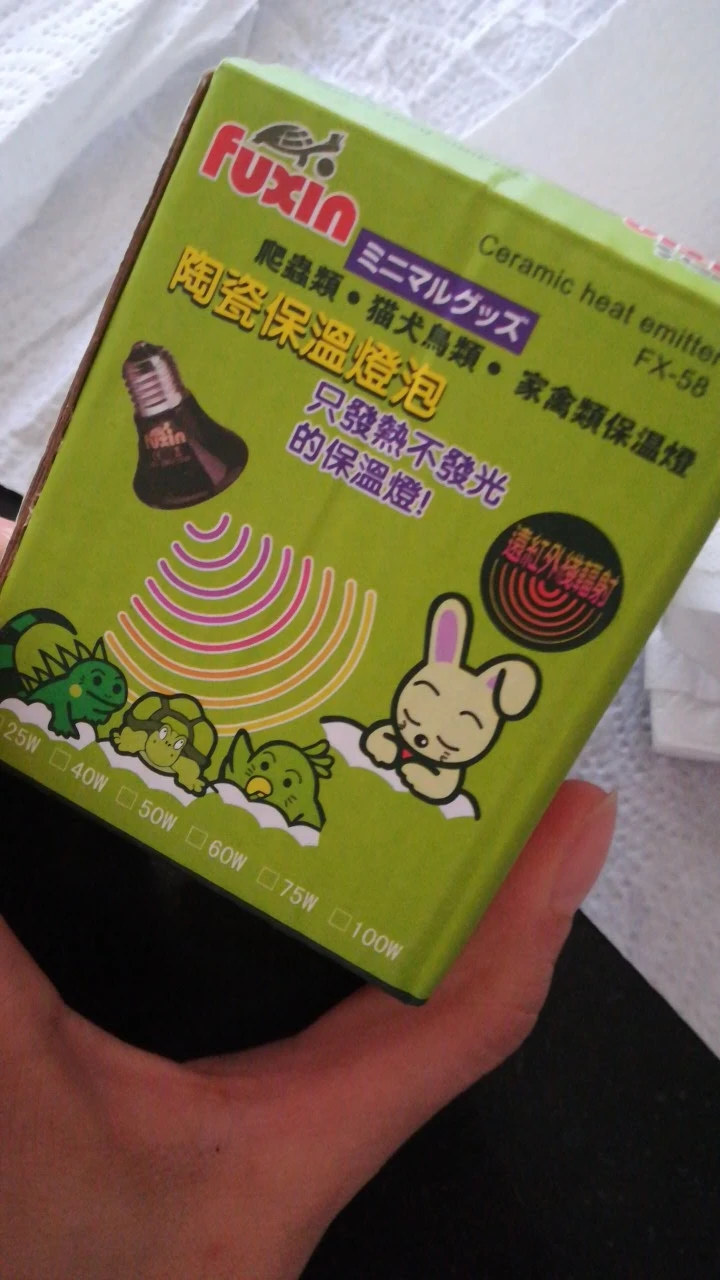 Fuxin
ミニマルグッズ
Ceramic heat emitter
FX-58
爬蟲類・猫犬鳥類・家禽類保溫燈
陶瓷保溫燈泡
只發熱不發光
的保溫燈!
Fuxin
遠紅外線輻射
□25W □40W □50W □60W □75W □100W